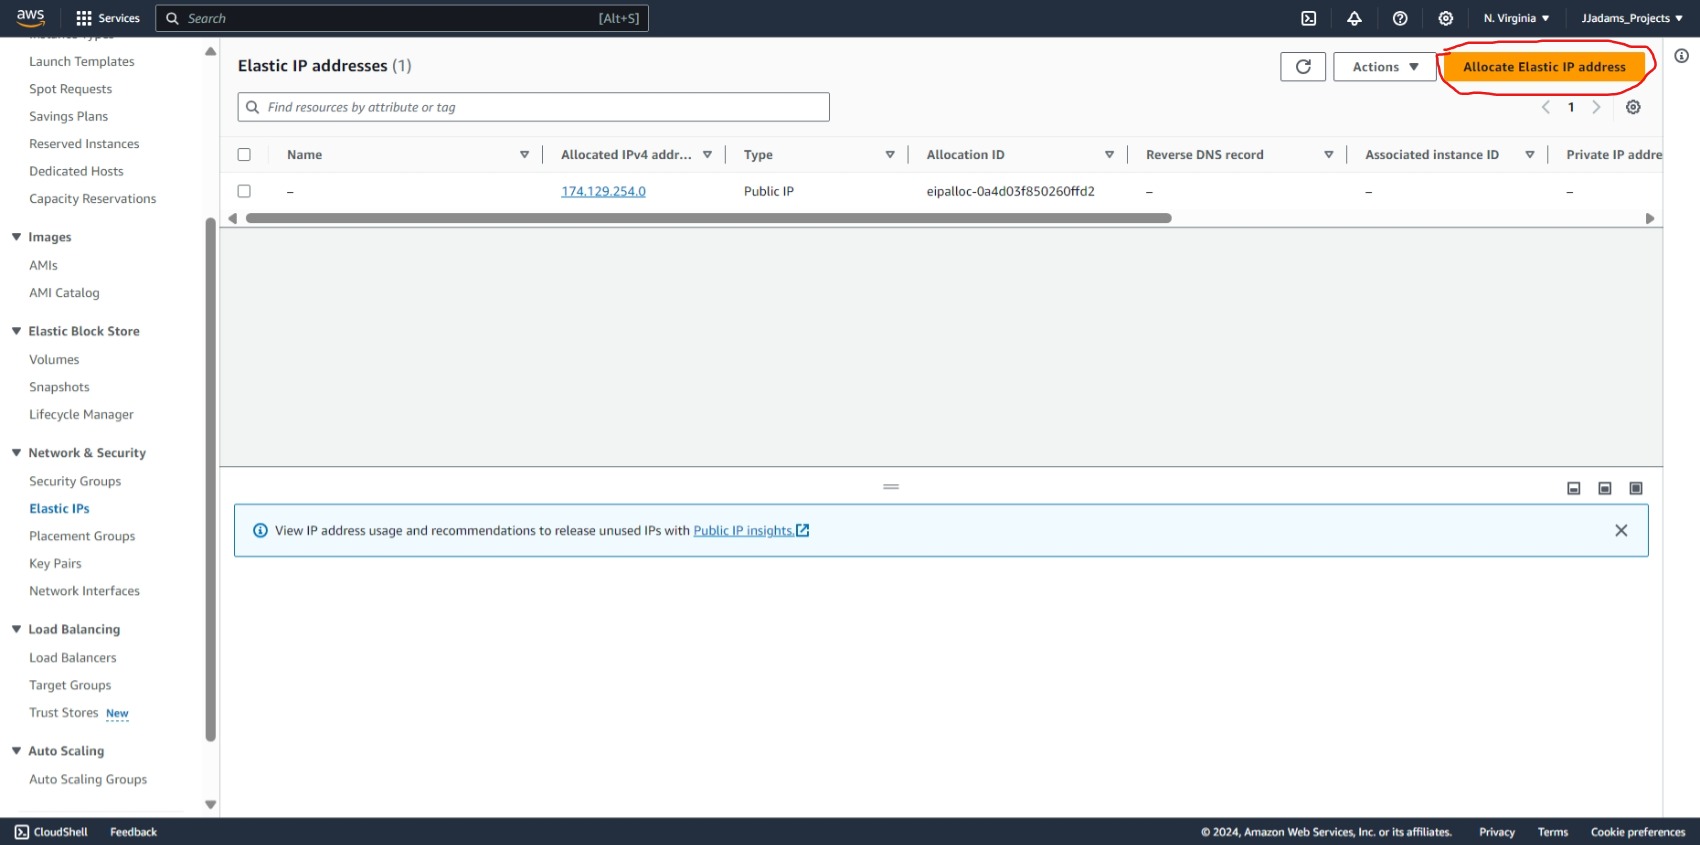 aws Services Search [Alt+S] N. Virginia JJadams_Projects
Instance Types
Launch Templates
Spot Requests
Savings Plans
Reserved Instances
Dedicated Hosts
Capacity Reservations
Images
AMIs
AMI Catalog
Elastic Block Store
Volumes
Snapshots
Lifecycle Manager
Network & Security
Security Groups
Elastic IPs
Placement Groups
Key Pairs
Network Interfaces
Load Balancing
Load Balancers
Target Groups
Trust Stores New
Auto Scaling
Auto Scaling Groups
Elastic IP addresses (1) Actions Allocate Elastic IP address
Find resources by attribute or tag 1
Name Allocated IPv4 addr... Type Allocation ID Reverse DNS record Associated instance ID Private IP addre
– 174.129.254.0 Public IP eipalloc-0a4d03f850260ffd2 – – –
View IP address usage and recommendations to release unused IPs with Public IP insights.
CloudShell Feedback © 2024, Amazon Web Services, Inc. or its affiliates. Privacy Terms Cookie preferences